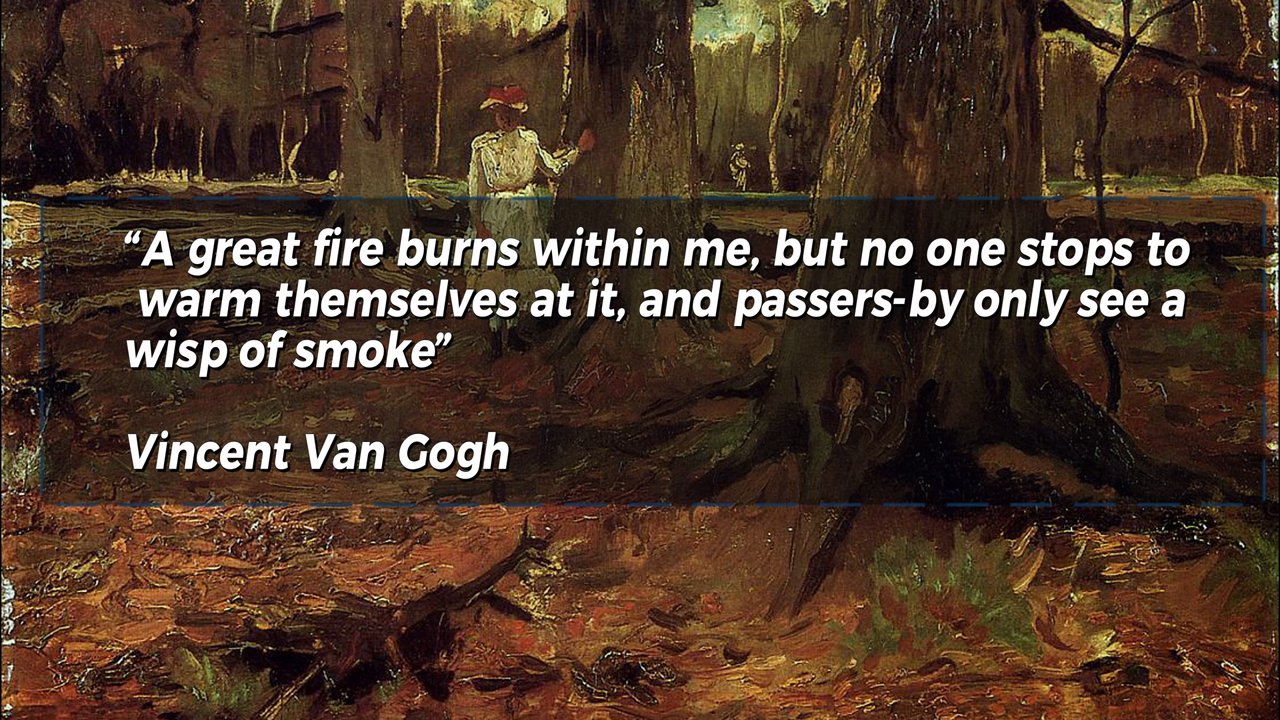 “A great fire burns within me, but no one stops to
warm themselves at it, and passers-by only see a
wisp of smoke”
Vincent Van Gogh